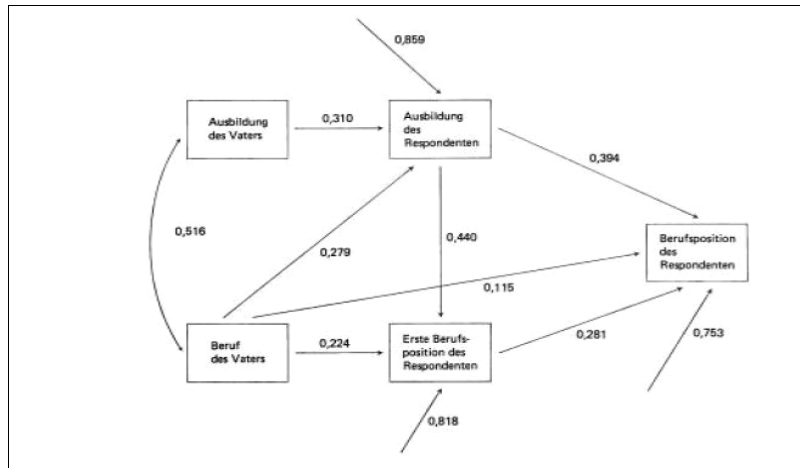 0,859
Ausbildung
des Vaters
0,310
Ausbildung
des
Respondenten
0,394
0,516
0,279
0,440
Berufsposition
des
Respondenten
0,115
Beruf
des Vaters
0,224
Erste Berufs-
position des
Respondenten
0,281
0,753
0,818